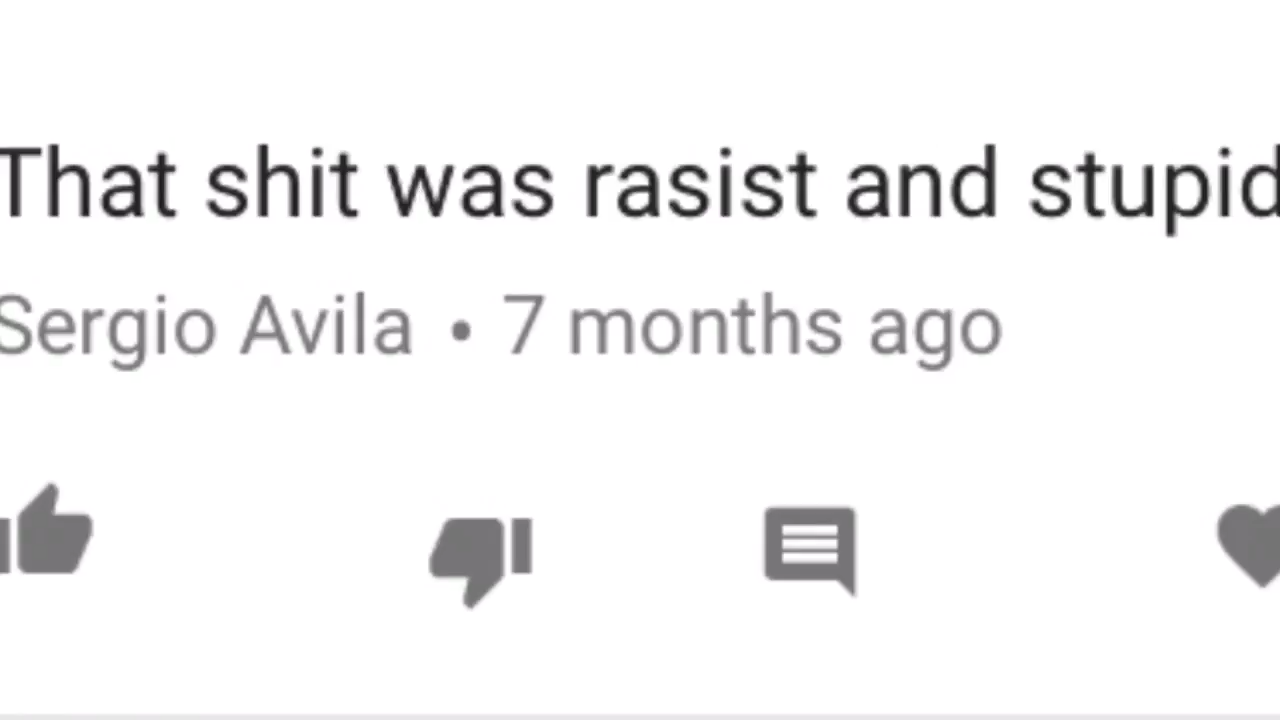 That shit was rasist and stupid
Sergio Avila • 7 months ago